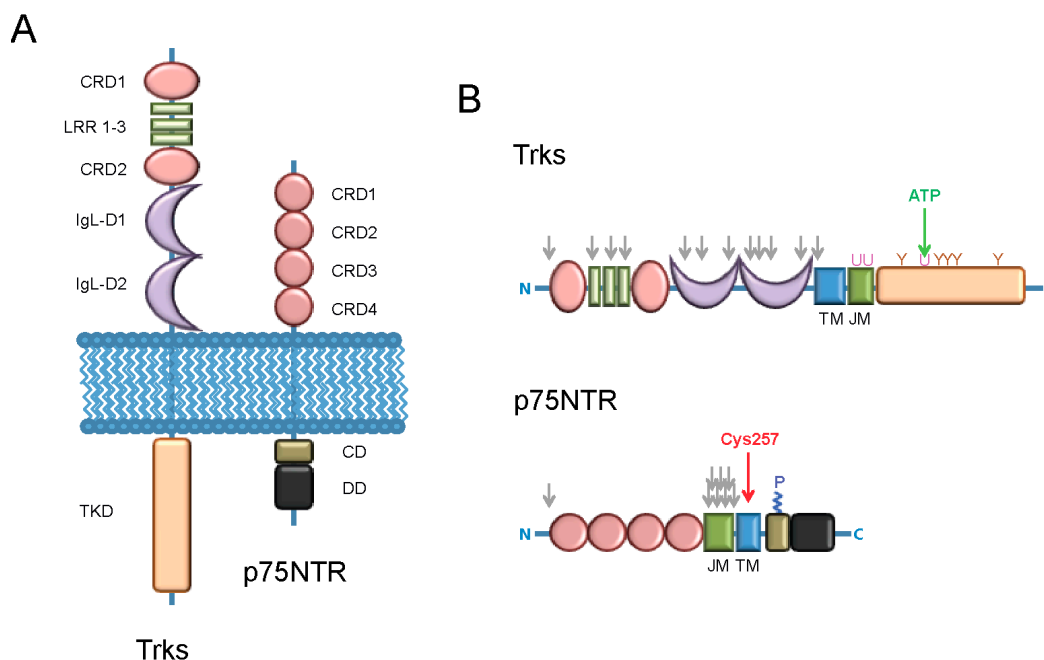 A
CRD1
LRR 1-3
CRD2
IgL-D1
IgL-D2
TKD
Trks
CRD1
CRD2
CRD3
CRD4
CD
DD
p75NTR
B
Trks
ATP
UU Y U YYY Y
N
TM JM
p75NTR
Cys257
P
N C
JM TM